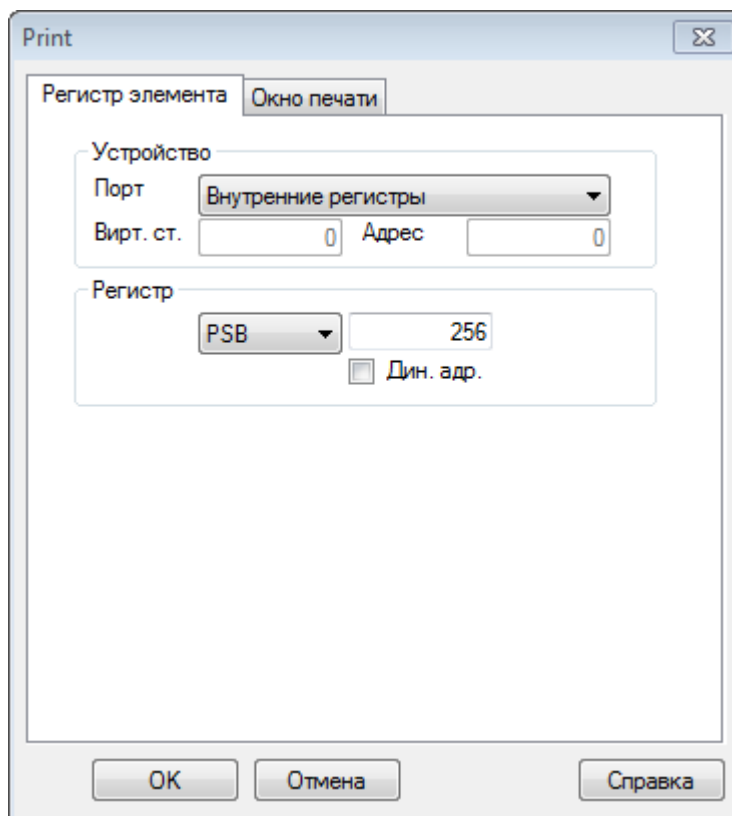 Print
Регистр элемента Окно печати
Устройство
Порт Внутренние регистры
Вирт. ст. 0 Адрес 0
Регистр
PSB 256
Дин. адр.
OK Отмена Справка